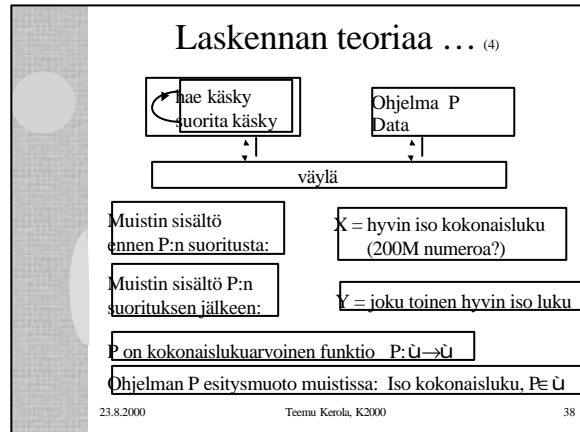 Laskennan teoriaa … (4)
hae käsky
suorita käsky
Ohjelma P
Data
väylä
Muistin sisältö
ennen P:n suoritusta:
X = hyvin iso kokonaisluku
(200M numeroa?)
Muistin sisältö P:n
suorituksen jälkeen:
Y = joku toinen hyvin iso luku
P on kokonaislukuarvoinen funktio P: ù→ù
Ohjelman P esitysmuoto muistissa: Iso kokonaisluku, P∈ ù
23.8.2000 Teemu Kerola, K2000 38